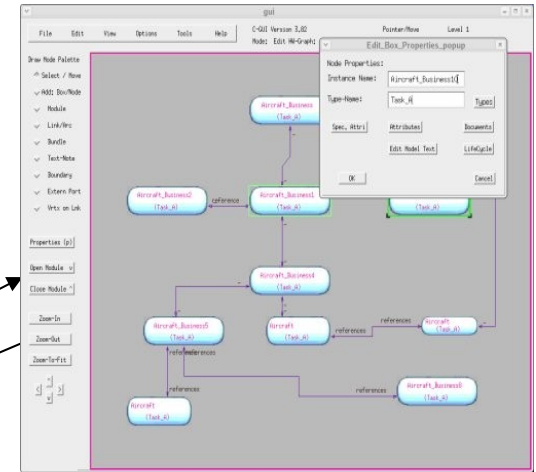 gui
File Edit View Options Tools Help
C-GUI Version 3.82
Mode: Edit HW-Graph:
Pointer/Move Level 1
Draw Mode Palette
Select / Move
Add; Box/Node
Module
Link/Arc
Bundle
Text-Note
Boundary
Extern Port
Vrtx on Lnk
Properties (p)
Open Module v
Close Module ^
Zoom-In
Zoom-Out
Zoom-To-Fit
< ^ v >
Edit_Box_Properties_popup
Node Properties:
Instance Name: Aircraft_Business10
Type-Name: Task_A Types
Spec. Attri Attributes Documents
Edit Model Text LifeCycle
OK Cancel
Aircraft_Business
(Task_A)
Aircraft_Business2
(Task_A)
reference
Aircraft_Business1
(Task_A)
(Task_A)
Aircraft_Business4
(Task_A)
Aircraft_Business5
(Task_A)
Aircraft
(Task_A)
references
references
Aircraft
(Task_A)
references
references
Aircraft
(Task_A)
references
(Task_A)